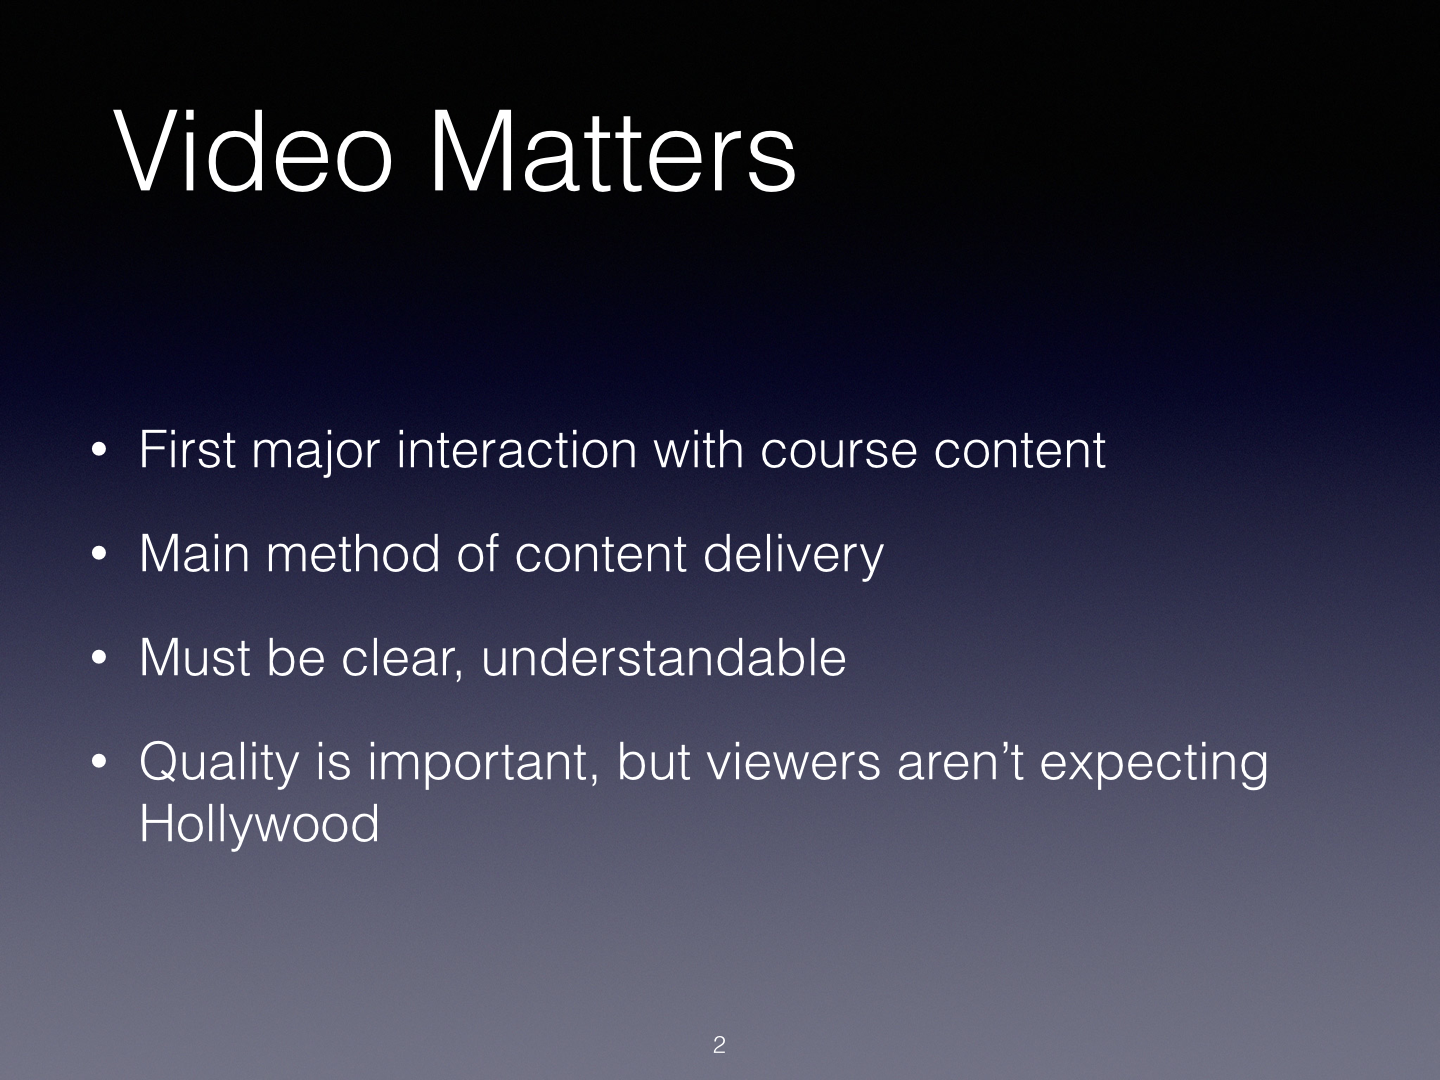 Video Matters
• First major interaction with course content
• Main method of content delivery
• Must be clear, understandable
• Quality is important, but viewers aren’t expecting
Hollywood
2